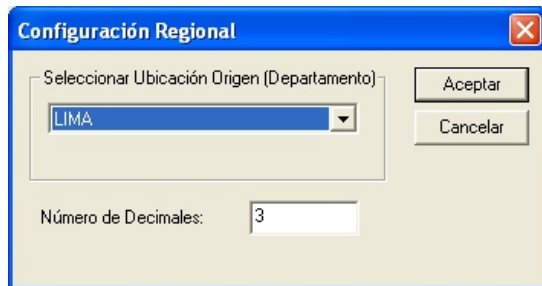 Configuración Regional
Seleccionar Ubicación Origen (Departamento)
LIMA
Aceptar
Cancelar
Número de Decimales: 3